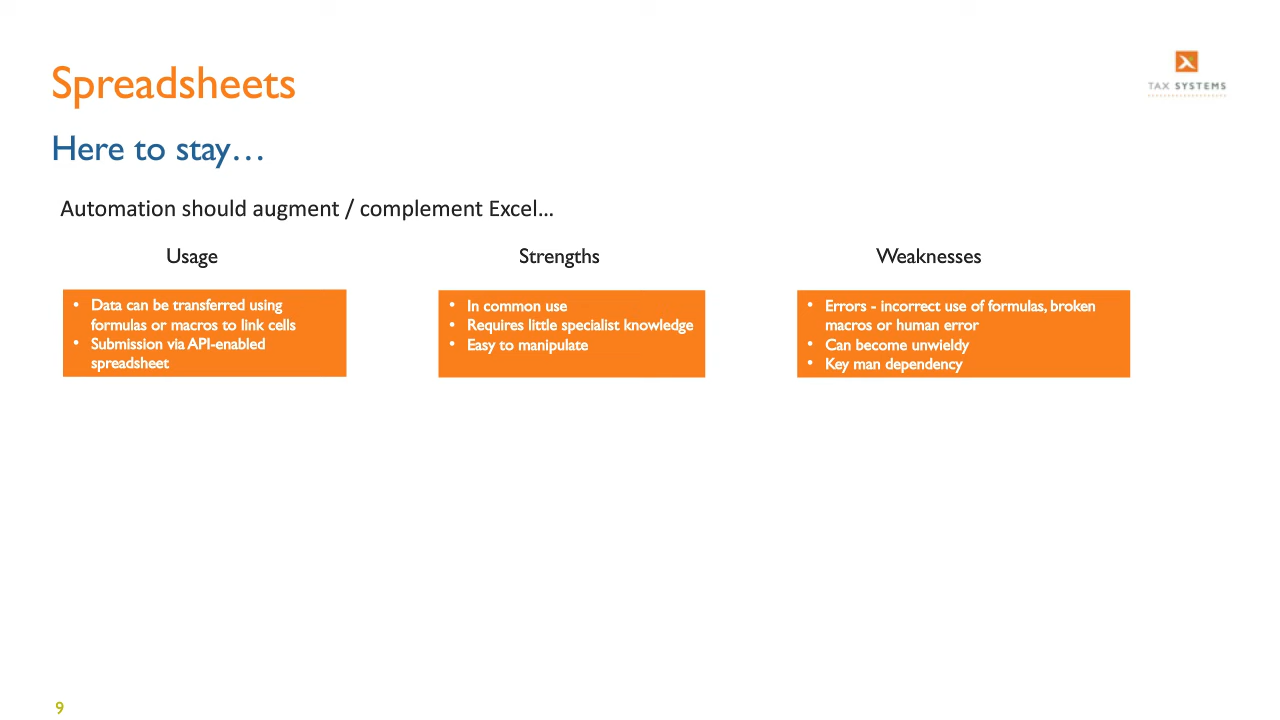 Spreadsheets
TAX SYSTEMS
Here to stay…
Automation should augment / complement Excel…
Usage
Strengths
Weaknesses
• Data can be transferred using
formulas or macros to link cells
• Submission via API-enabled
spreadsheet
• In common use
• Requires little specialist knowledge
• Easy to manipulate
• Errors - incorrect use of formulas, broken
macros or human error
• Can become unwieldy
• Key man dependency
9